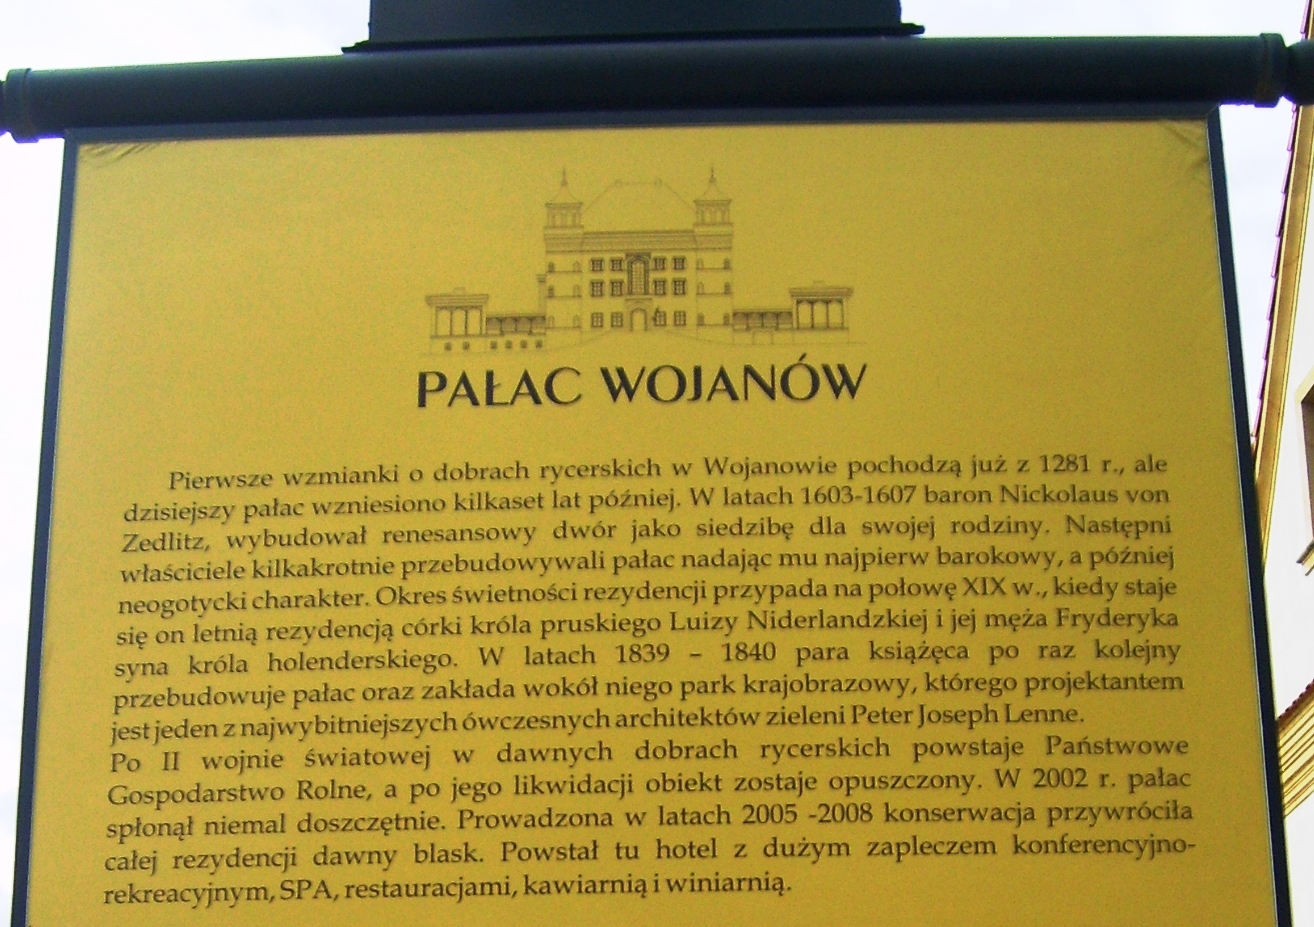 PAŁAC WOJANÓW
Pierwsze wzmianki o dobrach rycerskich w Wojanowie pochodzą już z 1281 r., ale
dzisiejszy pałac wzniesiono kilkaset lat później. W latach 1603-1607 baron Nickolaus von
Zedlitz, wybudował renesansowy dwór jako siedzibę dla swojej rodziny. Następni
właściciele kilkakrotnie przebudowywali pałac nadając mu najpierw barokowy, a później
neogotycki charakter. Okres świetności rezydencji przypada na połowę XIX w., kiedy staje
się on letnią rezydencją córki króla pruskiego Luizy Niderlandzkiej i jej męża Fryderyka
syna króla holenderskiego. W latach 1839 – 1840 para książęca po raz kolejny
przebudowuje pałac oraz zakłada wokół niego park krajobrazowy, którego projektantem
jest jeden z najwybitniejszych ówczesnych architektów zieleni Peter Joseph Lenne.
Po II wojnie światowej w dawnych dobrach rycerskich powstaje Państwowe
Gospodarstwo Rolne, a po jego likwidacji obiekt zostaje opuszczony. W 2002 r. pałac
spłonął niemal doszczętnie. Prowadzona w latach 2005 -2008 konserwacja przywróciła
całej rezydencji dawny blask. Powstał tu hotel z dużym zapleczem konferencyjno-
rekreacyjnym, SPA, restauracjami, kawiarnią i winiarnią.